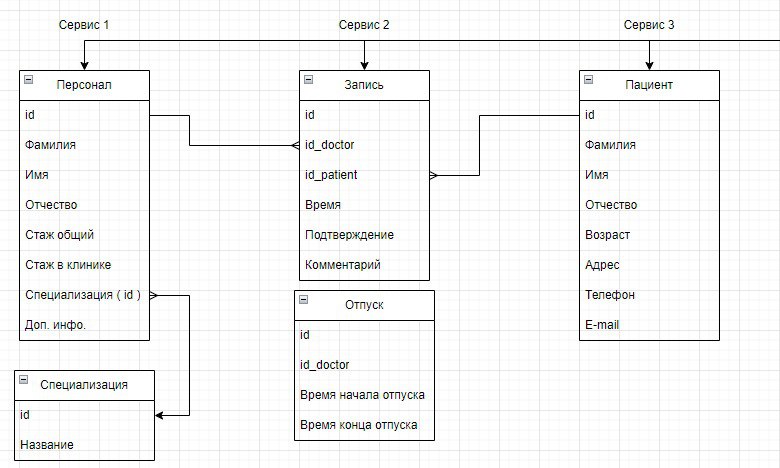 Сервис 1
Сервис 2
Сервис 3
Персонал
id
Фамилия
Имя
Отчество
Стаж общий
Стаж в клинике
Специализация ( id )
Доп. инфо.
Специализация
id
Название
Запись
id
id_doctor
id_patient
Время
Подтверждение
Комментарий
Отпуск
id
id_doctor
Время начала отпуска
Время конца отпуска
Пациент
id
Фамилия
Имя
Отчество
Возраст
Адрес
Телефон
E-mail